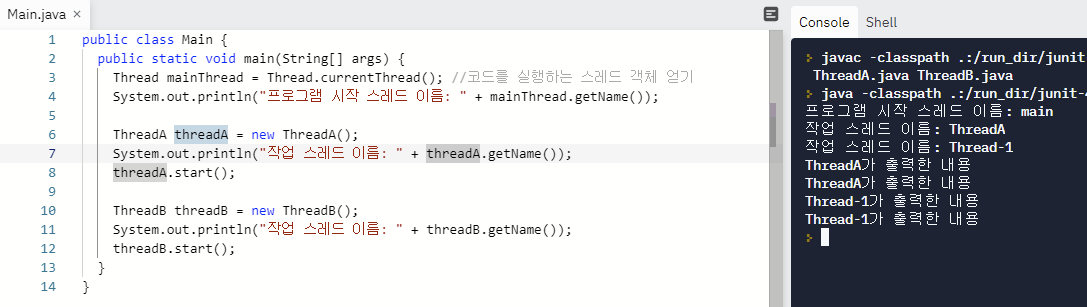 Main.java ×
1 public class Main {
2 public static void main(String[] args) {
3 Thread mainThread = Thread.currentThread(); //코드를 실행하는 스레드 객체 얻기
4 System.out.println("프로그램 시작 스레드 이름: " + mainThread.getName());
5
6 ThreadA threadA = new ThreadA();
7 System.out.println("작업 스레드 이름: " + threadA.getName());
8 threadA.start();
9
10 ThreadB threadB = new ThreadB();
11 System.out.println("작업 스레드 이름: " + threadB.getName());
12 threadB.start();
13 }
14 }
Console Shell
> javac -classpath .:/run_dir/junit
ThreadA.java ThreadB.java
> java -classpath .:/run_dir/junit-4
프로그램 시작 스레드 이름: main
작업 스레드 이름: ThreadA
작업 스레드 이름: Thread-1
ThreadA가 출력한 내용
ThreadA가 출력한 내용
Thread-1가 출력한 내용
Thread-1가 출력한 내용
>